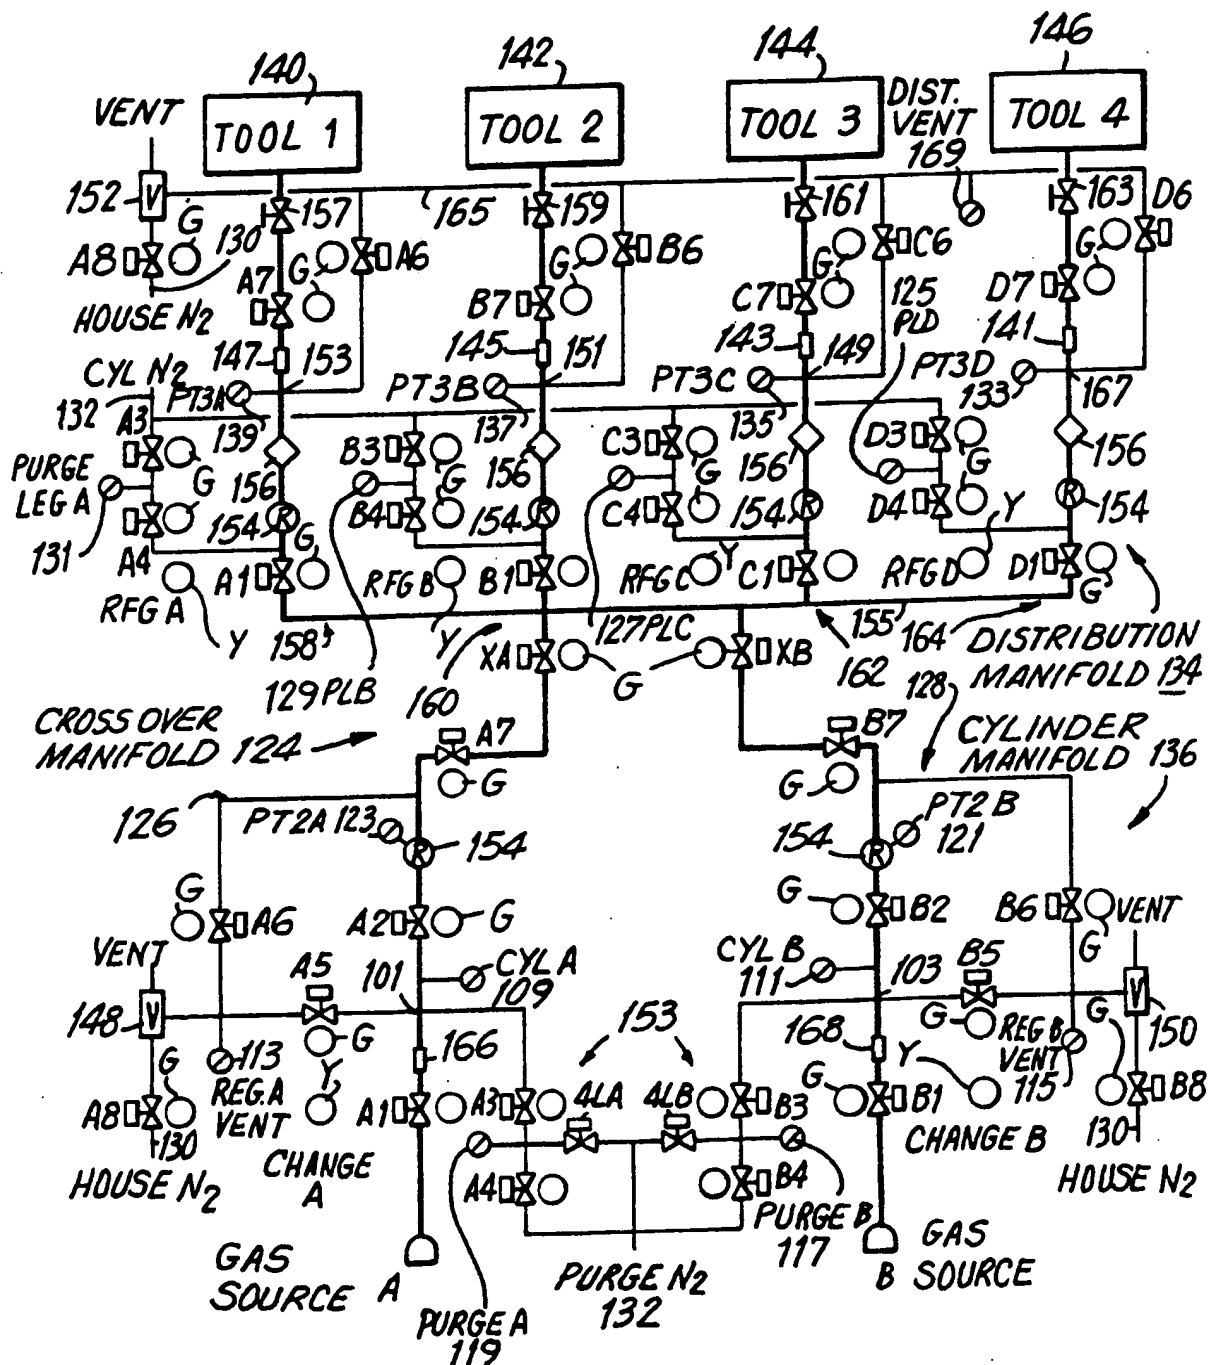 140
142
144
146
VENT
TOOL 1
TOOL 2
TOOL 3
DIST.
VENT
169
TOOL 4
152
V
G
130
157
165
159
161
163
D6
A8
G
A6
G
B6
G
C6
G
A7
HOUSE N2
B7
C7
125
PLD
D7
147
153
145
151
143
149
141
CYL N2
132
PT3A
139
PT3B
137
PT3C
135
PT3D
133
167
A3
G
PURGE
LEG A
131
A4
156
154
R
B3
G
B4
156
154
R
C3
G
C4
156
154
R
D3
G
D4
156
154
R
Y
A1
G
RFG A
Y
RFG B
Y
B1
RFG C
Y
C1
RFG D
D1
G
158
129 PLB
160
XA
127 PLC
G
XB
162
155
164
DISTRIBUTION
MANIFOLD 134
128
CROSS OVER
MANIFOLD 124
A7
G
B7
G
CYLINDER
MANIFOLD 136
126
PT2A 123
R
154
154
R
PT2 B
121
G
A6
A2
G
G
B2
B6
G
VENT
VENT
148
V
A5
G
101
CYL A
109
CYL B
111
103
B5
G
V
150
113
REG.A
VENT
Y
166
153
168
Y
REG B
VENT
115
G
A8
G
130
HOUSE N2
CHANGE
A
A1
A3
4LA
4LB
B3
G
B1
CHANGE B
B8
130
HOUSE N2
A4
B4
PURGE B
117
GAS
SOURCE A
PURGE A
119
PURGE N2
132
B
GAS
SOURCE